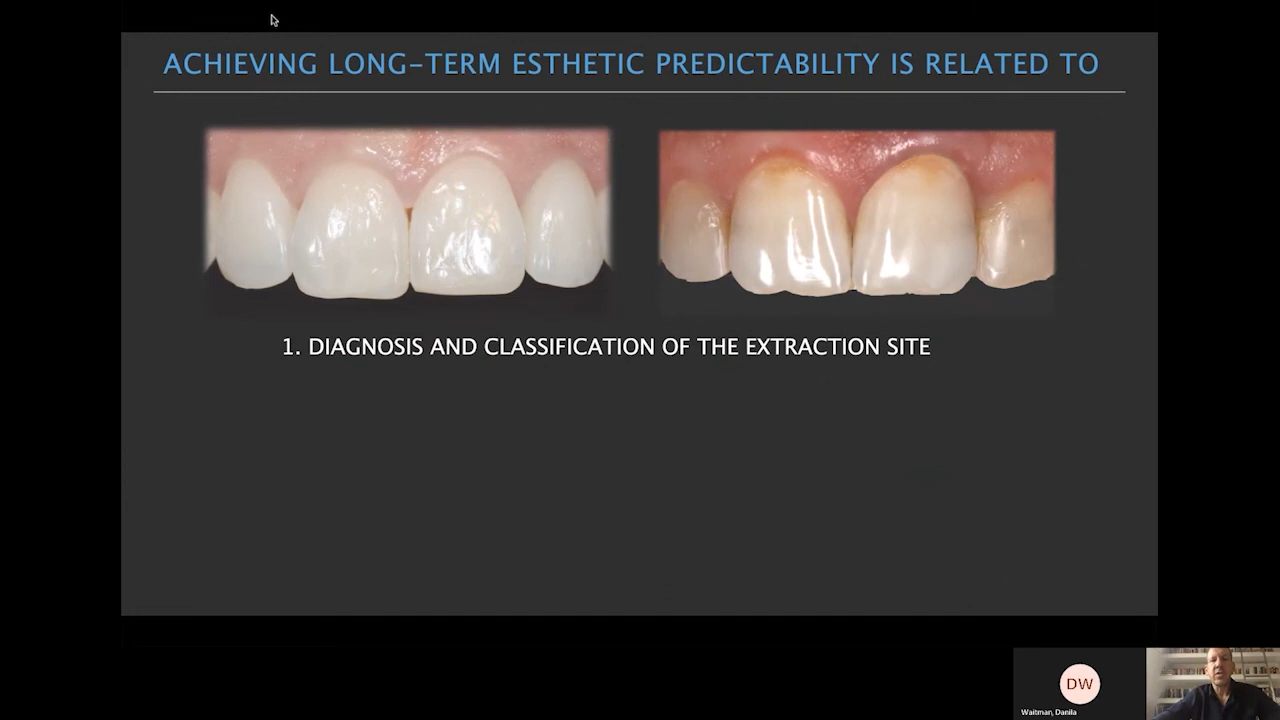 ACHIEVING LONG-TERM ESTHETIC PREDICTABILITY IS RELATED TO
1. DIAGNOSIS AND CLASSIFICATION OF THE EXTRACTION SITE
DW
Waitman, Danila